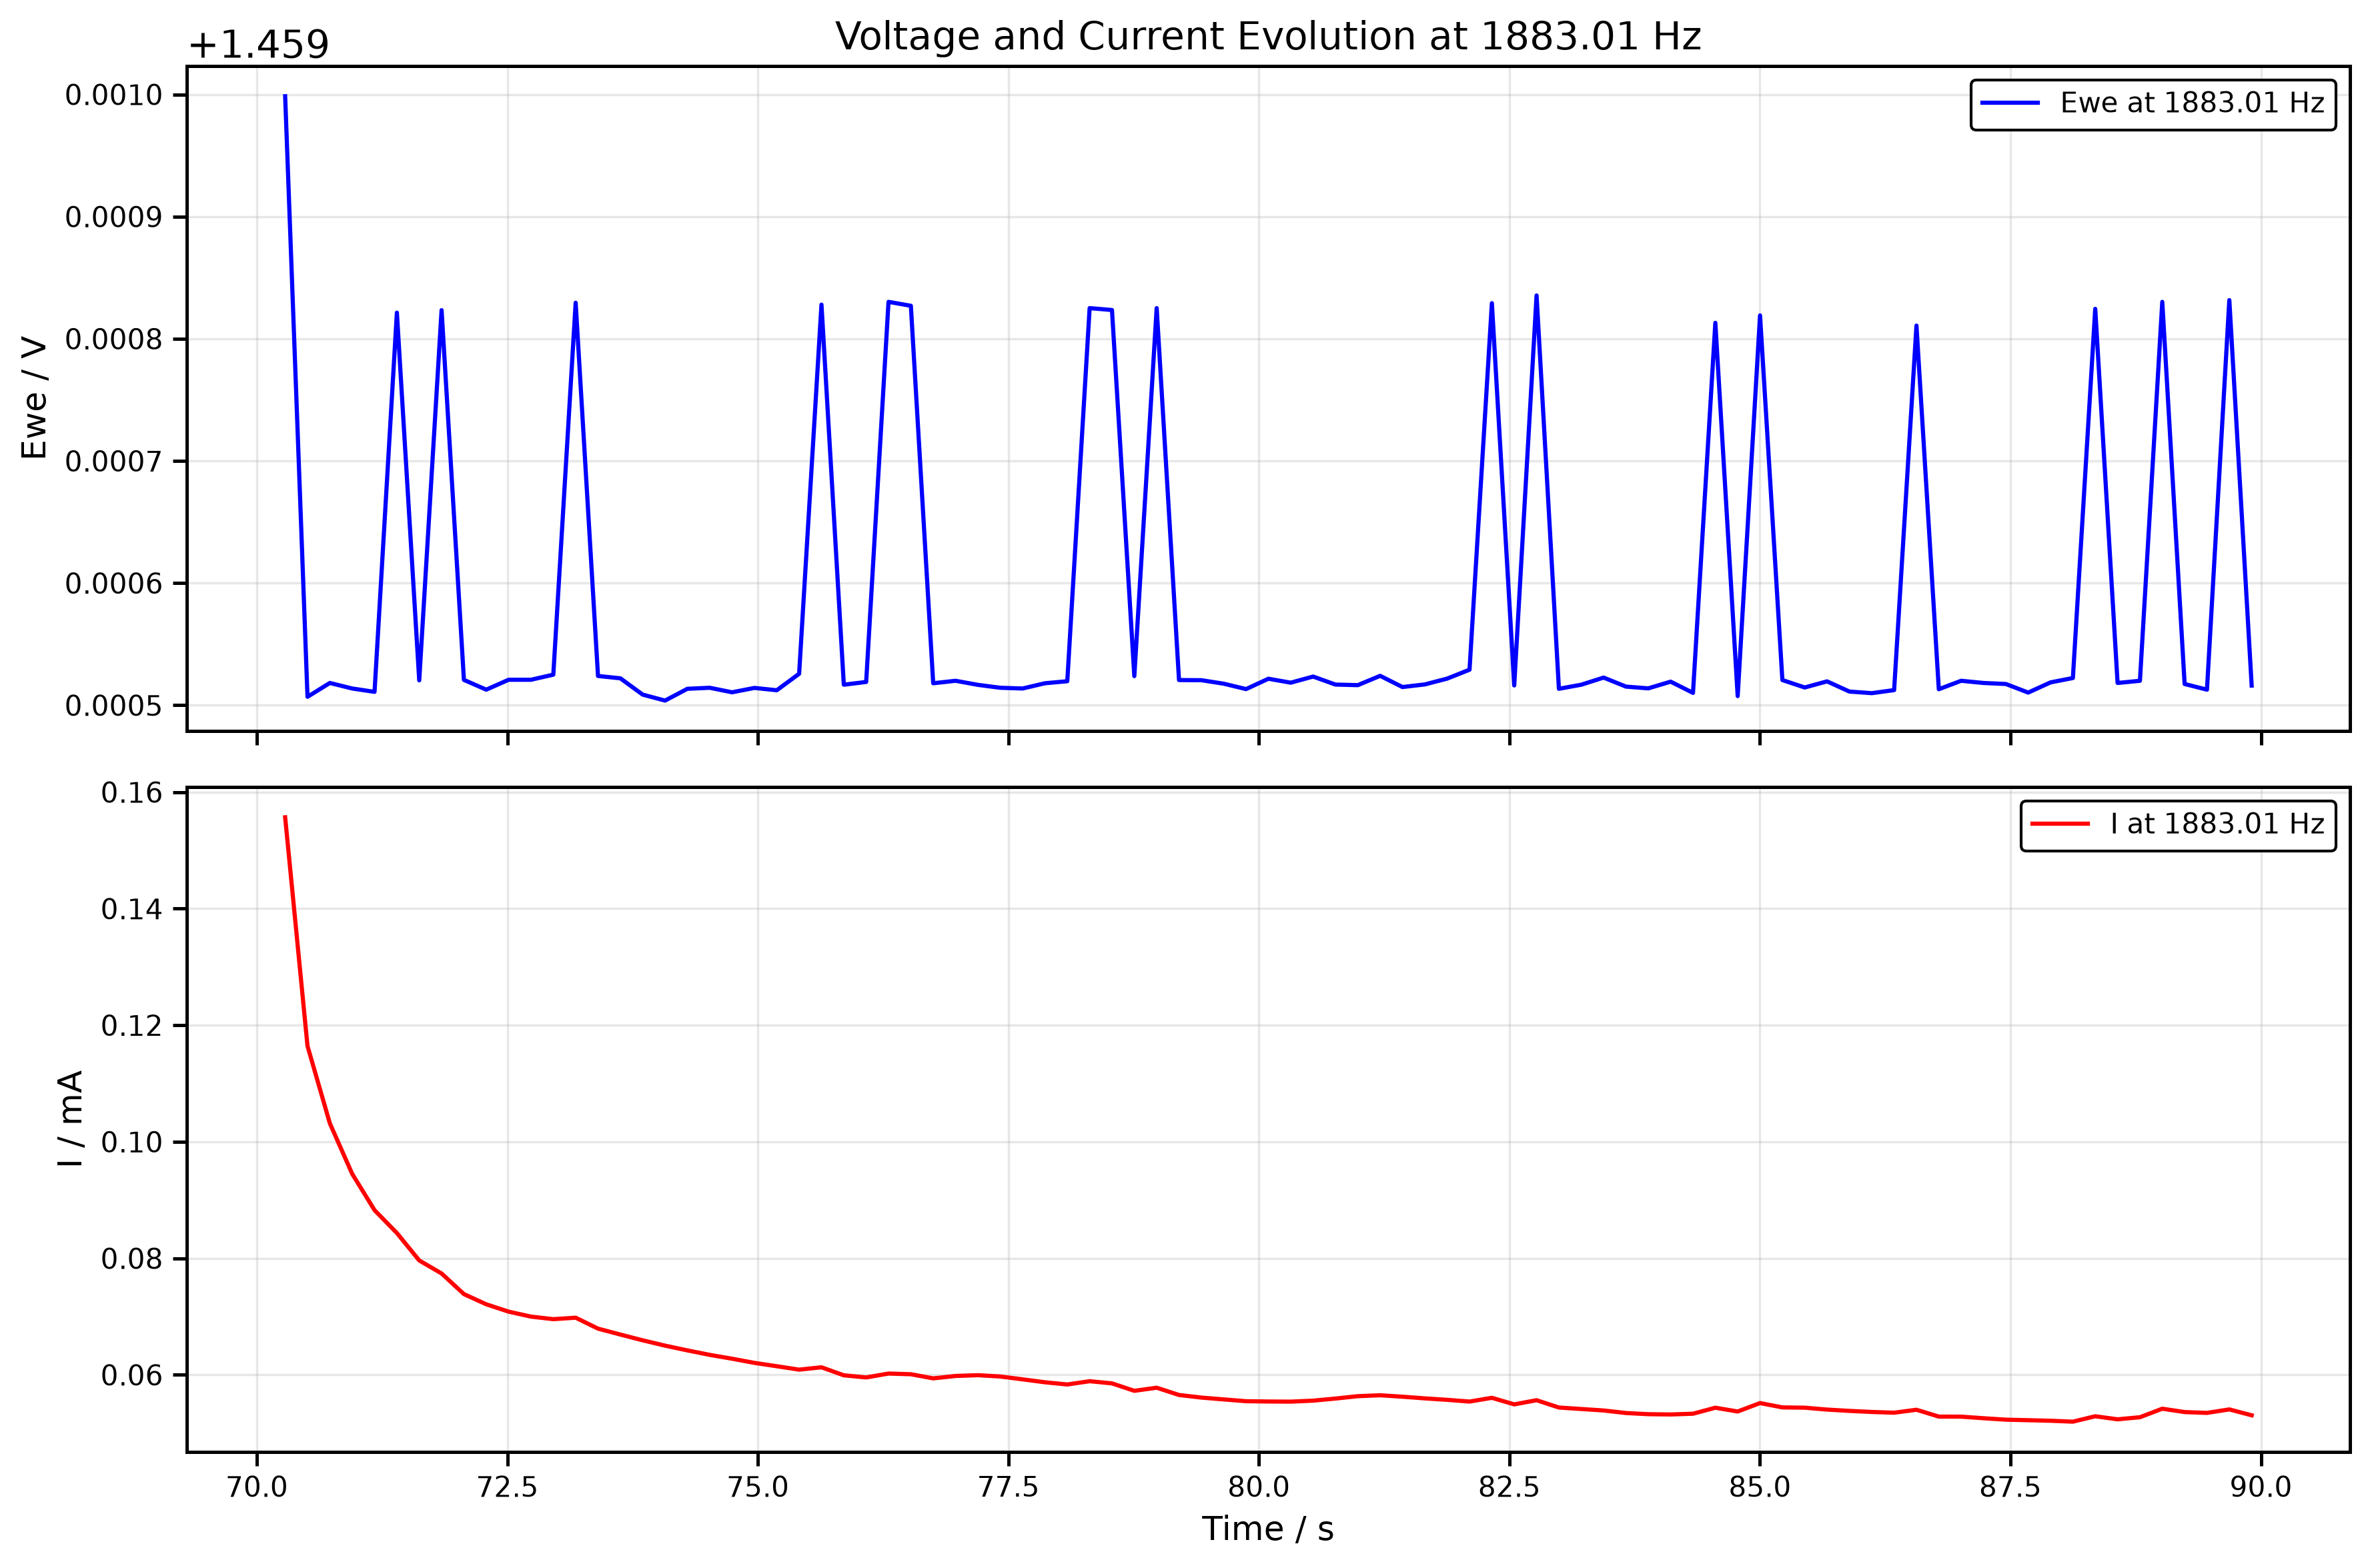 Voltage and Current Evolution at 1883.01 Hz
+1.459
0.0010
0.0009
0.0008
0.0007
0.0006
0.0005
Ewe / V
Ewe at 1883.01 Hz
0.16
0.14
0.12
0.10
0.08
0.06
I / mA
I at 1883.01 Hz
70.0 72.5 75.0 77.5 80.0 82.5 85.0 87.5 90.0
Time / s